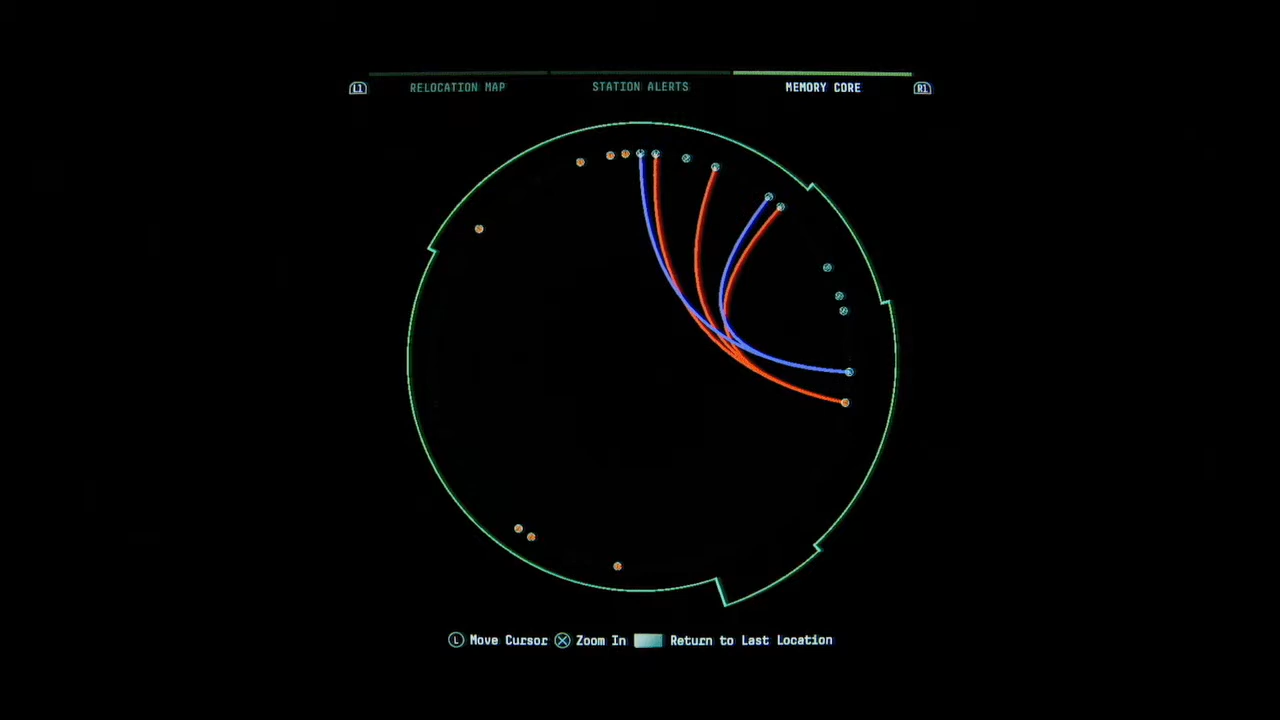 L1 RELOCATION MAP STATION ALERTS MEMORY CORE R1
L Move Cursor Zoom In Return to Last Location